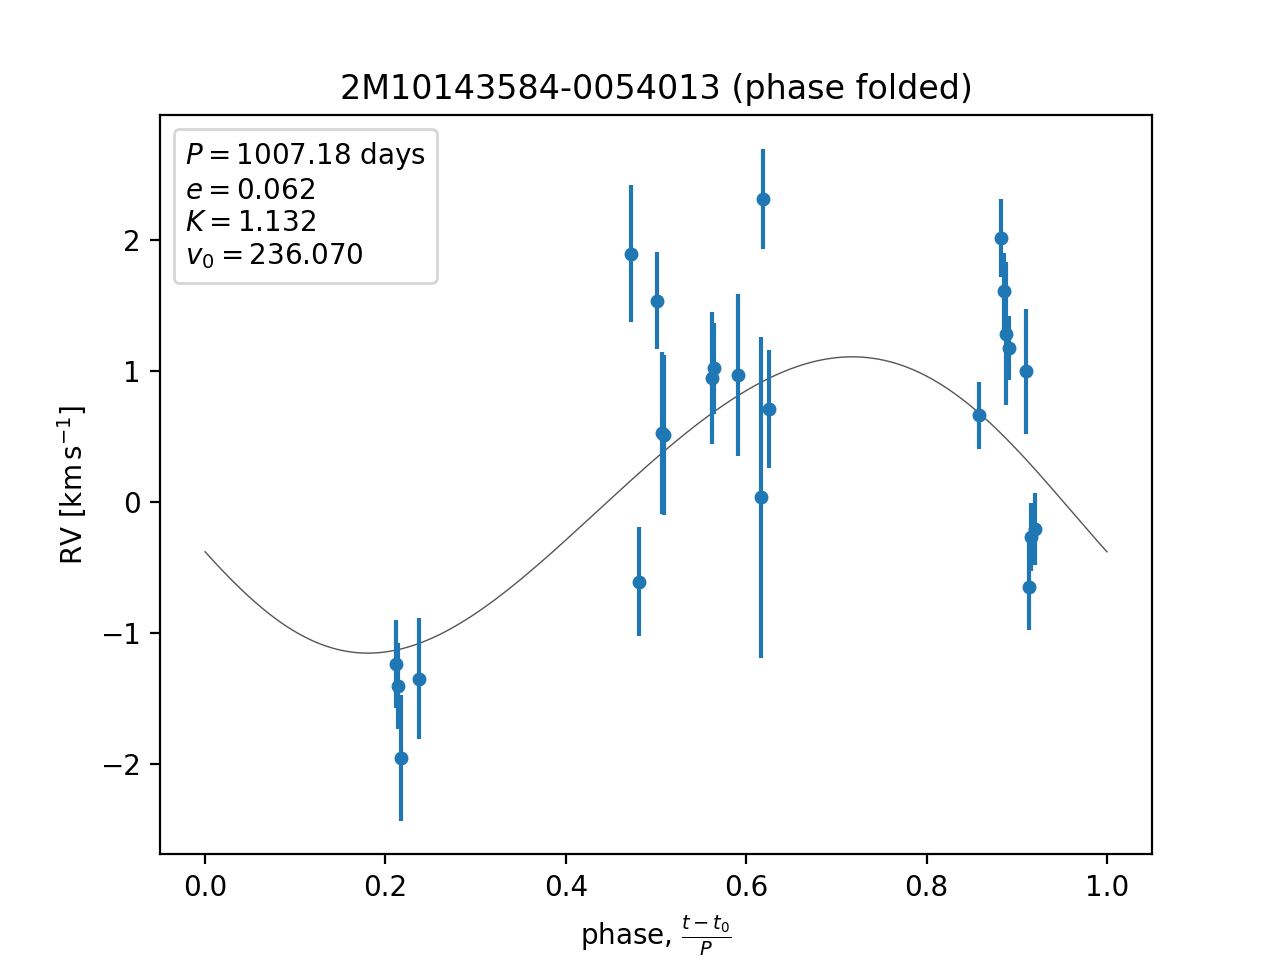 2M10143584-0054013 (phase folded)
P = 1007.18 days
e = 0.062
K = 1.132
v₀ = 236.070
RV [km s⁻¹]
2
1
0
−1
−2
0.0 0.2 0.4 0.6 0.8 1.0
phase, (t − t₀)/P